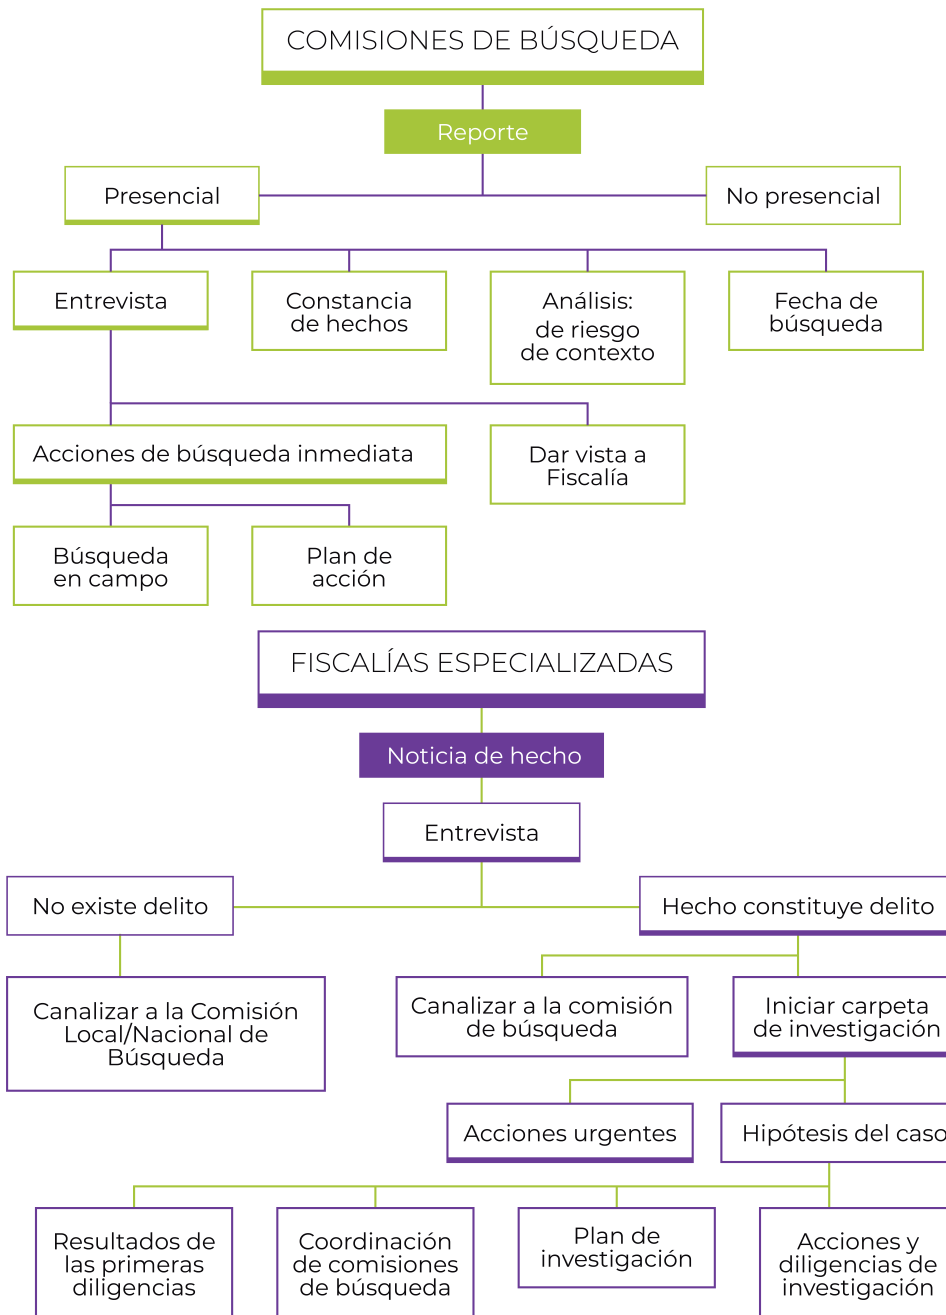 COMISIONES DE BÚSQUEDA
Reporte
Presencial
No presencial
Entrevista
Constancia
de hechos
Análisis:
de riesgo
de contexto
Fecha de
búsqueda
Acciones de búsqueda inmediata
Dar vista a
Fiscalía
Búsqueda
en campo
Plan de
acción
FISCALÍAS ESPECIALIZADAS
Noticia de hecho
Entrevista
No existe delito
Hecho constituye delito
Canalizar a la Comisión
Local/Nacional de
Búsqueda
Canalizar a la comisión
de búsqueda
Iniciar carpeta
de investigación
Acciones urgentes
Hipótesis del caso
Resultados de
las primeras
diligencias
Coordinación
de comisiones
de búsqueda
Plan de
investigación
Acciones y
diligencias de
investigación